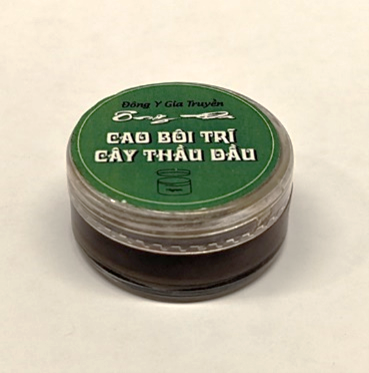 Đông Y Gia Truyền
CAO BÔI TRĨ
CÂY THẦU DẦU